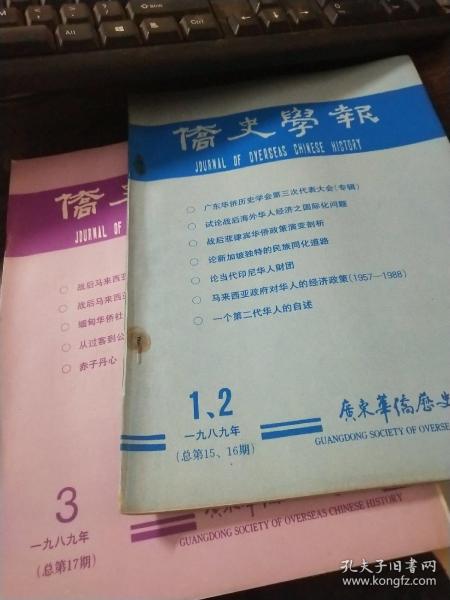 僑史學報
JOURNAL OF OVERSEAS CHINESE HISTORY
○ 广东华侨历史学会第三次代表大会(专辑)
○ 试论战后海外华人经济之国际化问题
○ 战后菲律宾华侨政策演变剖析
○ 论新加坡独特的民族同化道路
○ 论当代印尼华人财团
○ 马来西亚政府对华人的经济政策(1957—1988)
○ 一个第二代华人的自述
1、2
一九八九年
(总第15、16期)
廣東華僑歷史
GUANGDONG SOCIETY OF OVERSE
僑
JOURNAL OF
○ 战后马来西亚
○ 战后马来西
○ 缅甸华侨社
○ 从过客到公
○ 赤子丹心
3
一九八九年
(总第17期)
GUANGDONG SOCIETY OF OVERSEAS CHINESE HISTORY
孔夫子旧书网
www.kongfz.com